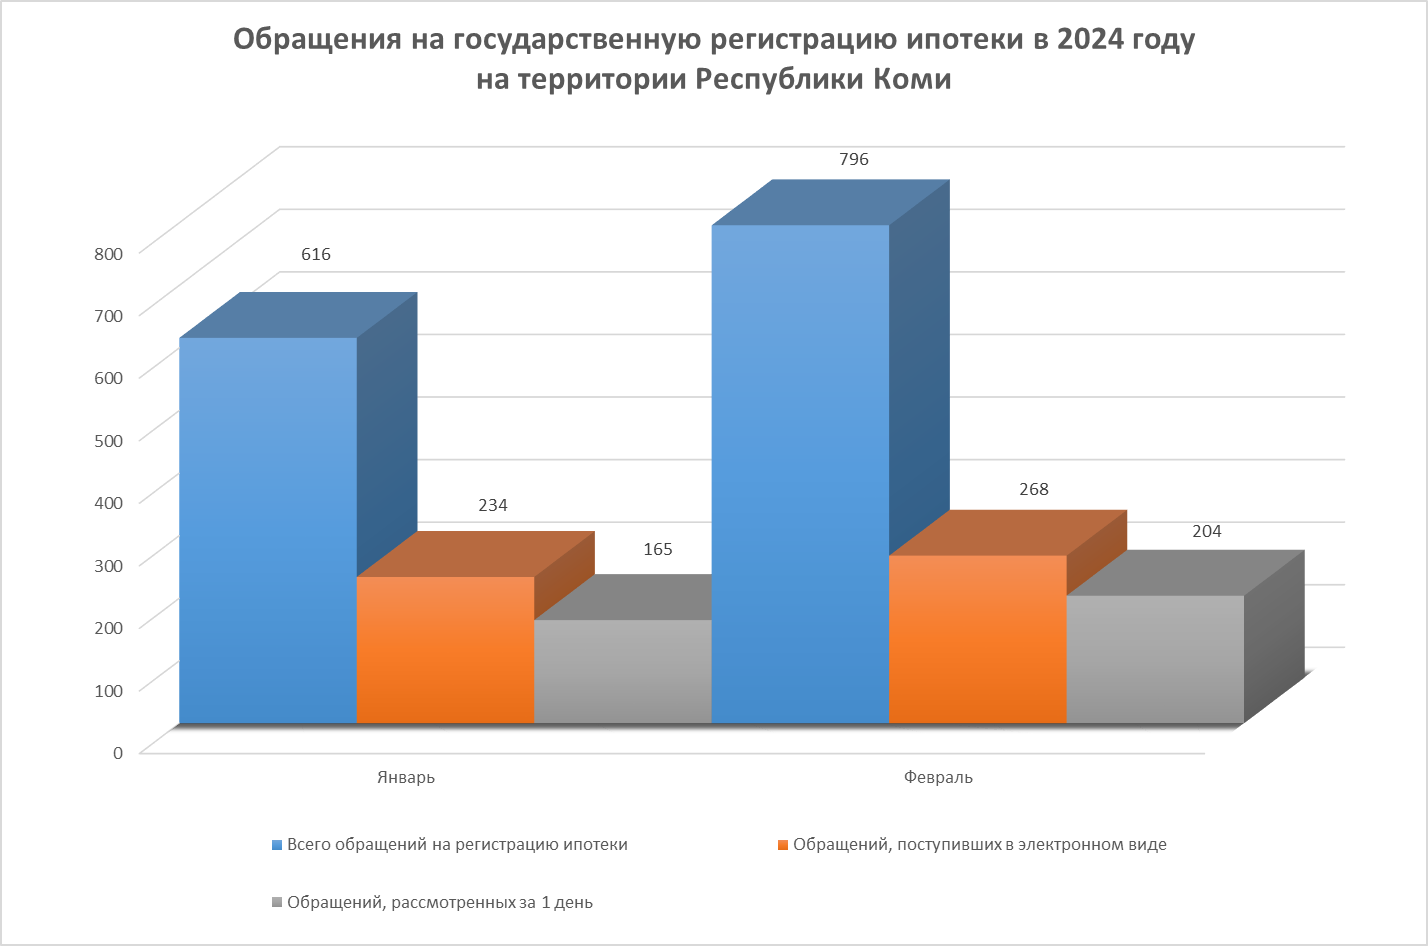 Обращения на государственную регистрацию ипотеки в 2024 году
на территории Республики Коми
796
616
800
700
600
500
400
300
200
100
0
234
165
268
204
Январь
Февраль
Всего обращений на регистрацию ипотеки
Обращений, поступивших в электронном виде
Обращений, рассмотренных за 1 день